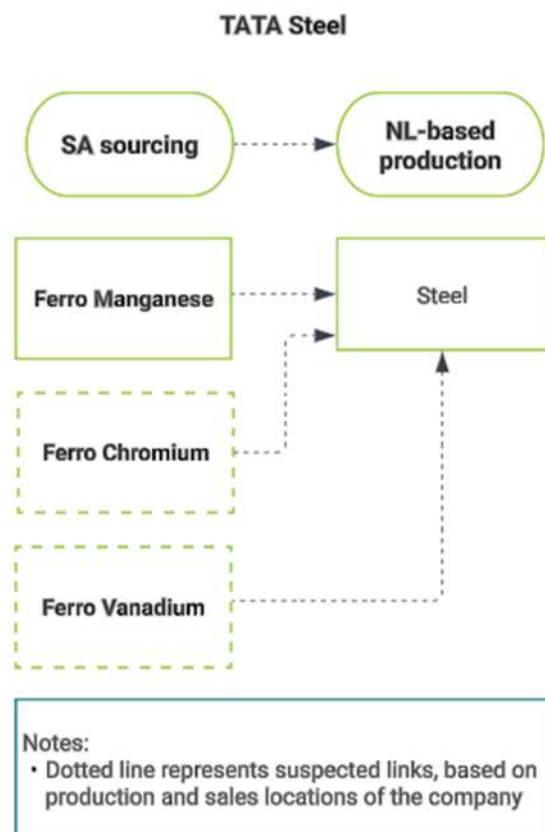 TATA Steel
SA sourcing
NL-based
production
Ferro Manganese
Steel
Ferro Chromium
Ferro Vanadium
Notes:
• Dotted line represents suspected links, based on
production and sales locations of the company